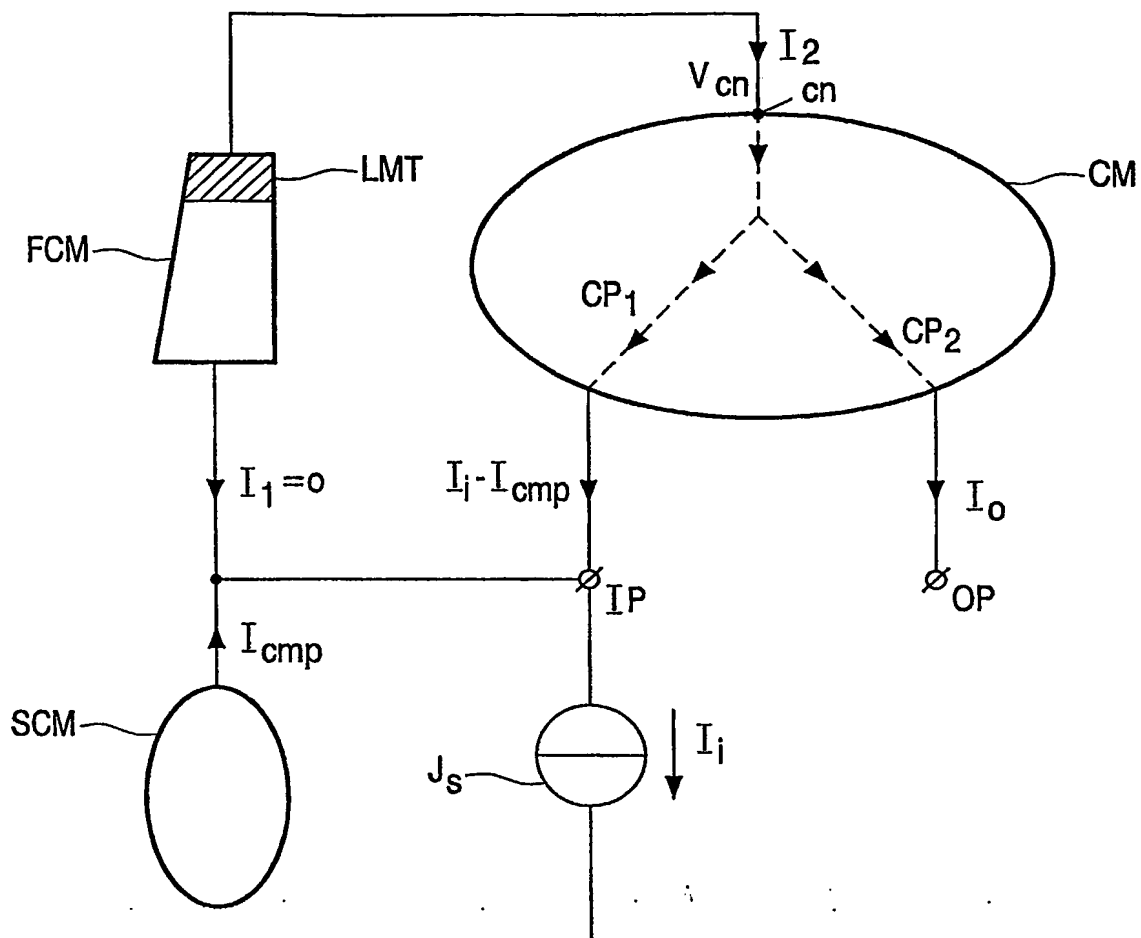 I2
Vcn
cn
LMT
CM
FCM
CP1
CP2
I1=o
Ii-Icmp
Io
IP
OP
Icmp
SCM
Js
Ii